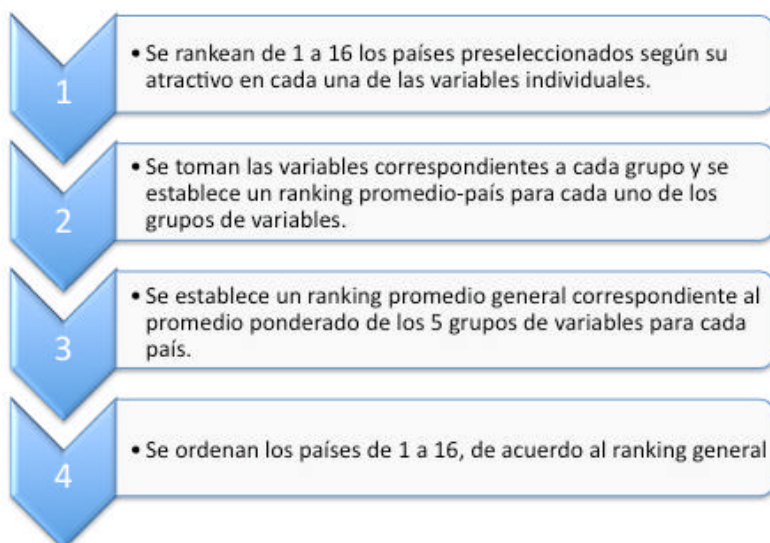 1
• Se rankean de 1 a 16 los países preseleccionados según su
atractivo en cada una de las variables individuales.
2
• Se toman las variables correspondientes a cada grupo y se
establece un ranking promedio-país para cada uno de los
grupos de variables.
3
• Se establece un ranking promedio general correspondiente al
promedio ponderado de los 5 grupos de variables para cada
país.
4
• Se ordenan los países de 1 a 16, de acuerdo al ranking general